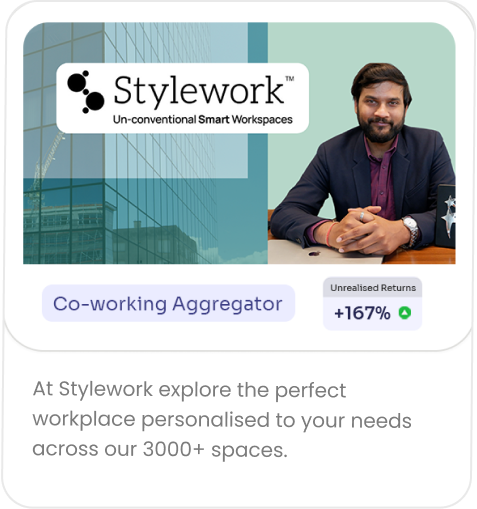 Stylework™
Un-conventional Smart Workspaces
Co-working Aggregator
Unrealised Returns
+167%
At Stylework explore the perfect
workplace personalised to your needs
across our 3000+ spaces.